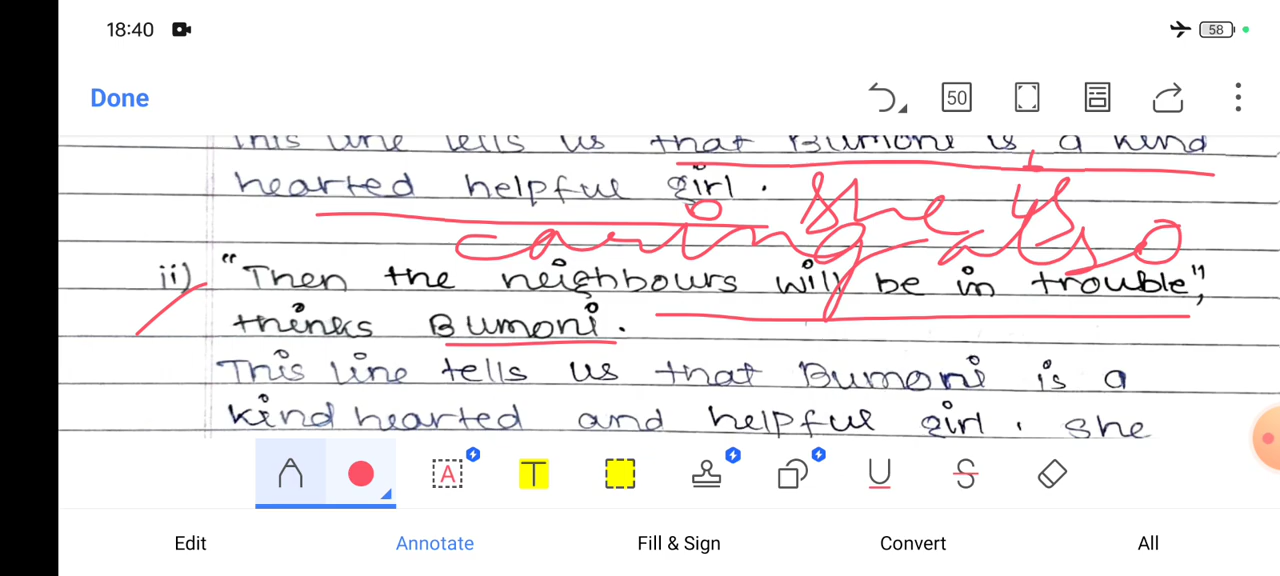 18:40
58
Done
50
This line tells us that Bumoni is a kind
hearted helpful girl.
She is
caring also
ii) "Then the neighbours will be in trouble",
thinks Bumoni.
This line tells us that Bumoni is a
kind hearted and helpful girl. she
A
T
U
S
Edit
Annotate
Fill & Sign
Convert
All